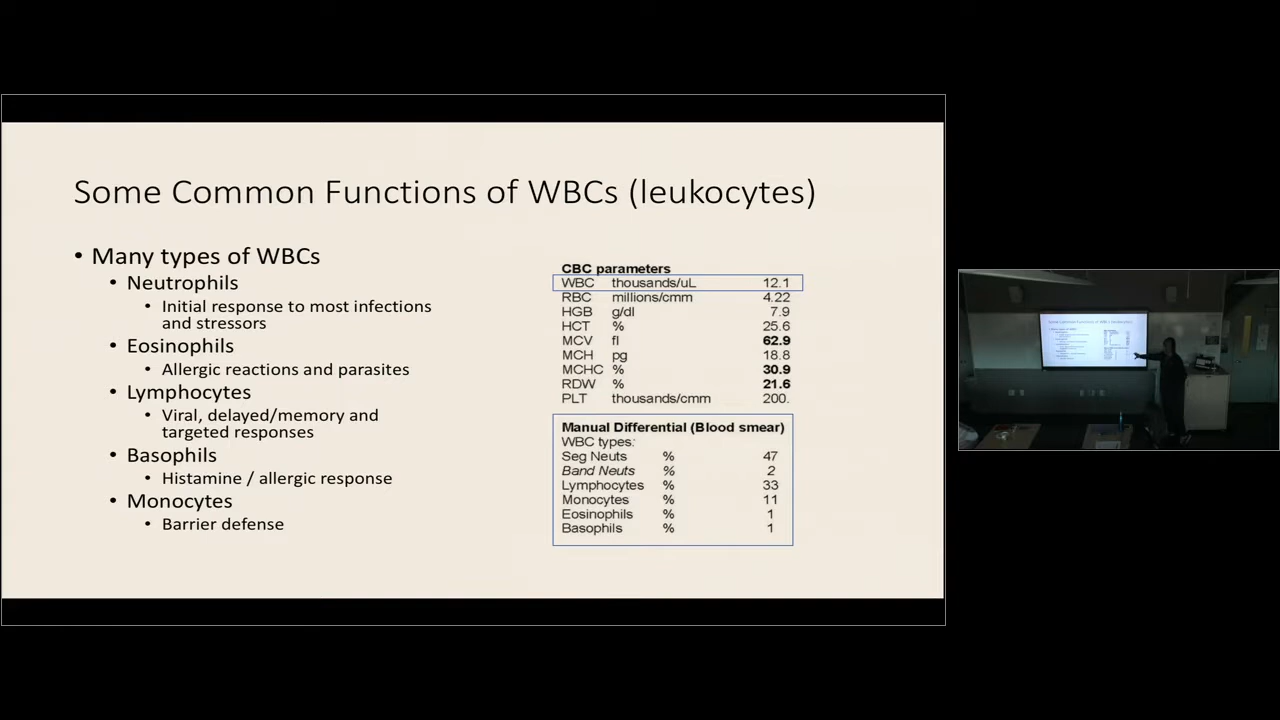 Some Common Functions of WBCs (leukocytes)
• Many types of WBCs
• Neutrophils
• Initial response to most infections
and stressors
• Eosinophils
• Allergic reactions and parasites
• Lymphocytes
• Viral, delayed/memory and
targeted responses
• Basophils
• Histamine / allergic response
• Monocytes
• Barrier defense
CBC parameters
WBC thousands/uL 12.1
RBC millions/cmm 4.22
HGB g/dl 7.9
HCT % 25.6
MCV fl 62.9
MCH pg 18.8
MCHC % 30.9
RDW % 21.6
PLT thousands/cmm 200.
Manual Differential (Blood smear)
WBC types:
Seg Neuts % 47
Band Neuts % 2
Lymphocytes % 33
Monocytes % 11
Eosinophils % 1
Basophils % 1